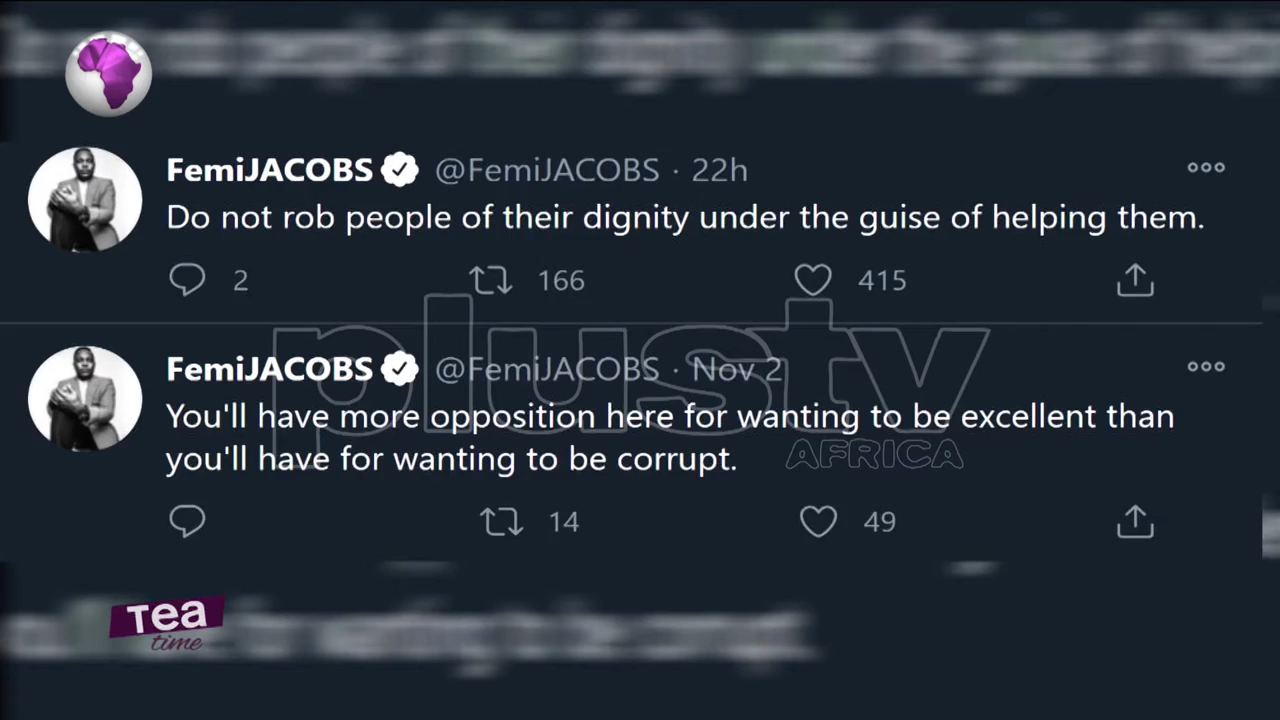 FemiJACOBS @FemiJACOBS · 22h
Do not rob people of their dignity under the guise of helping them.
2 166 415
FemiJACOBS @FemiJACOBS · Nov 2
You'll have more opposition here for wanting to be excellent than
you'll have for wanting to be corrupt.
14 49
plustv
AFRICA
Tea
time